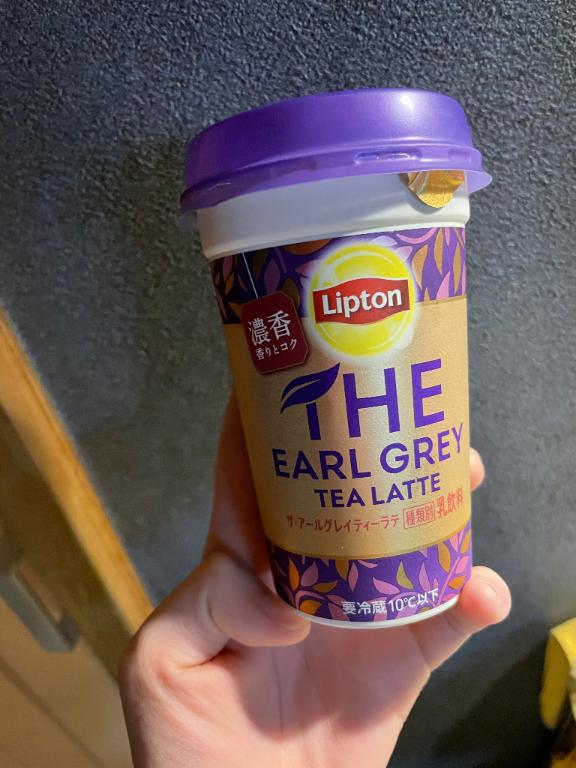 Lipton
濃香
香りとコク
THE
EARL GREY
TEA LATTE
ザ・アールグレイティーラテ 種類別 乳飲料
要冷蔵10℃以下